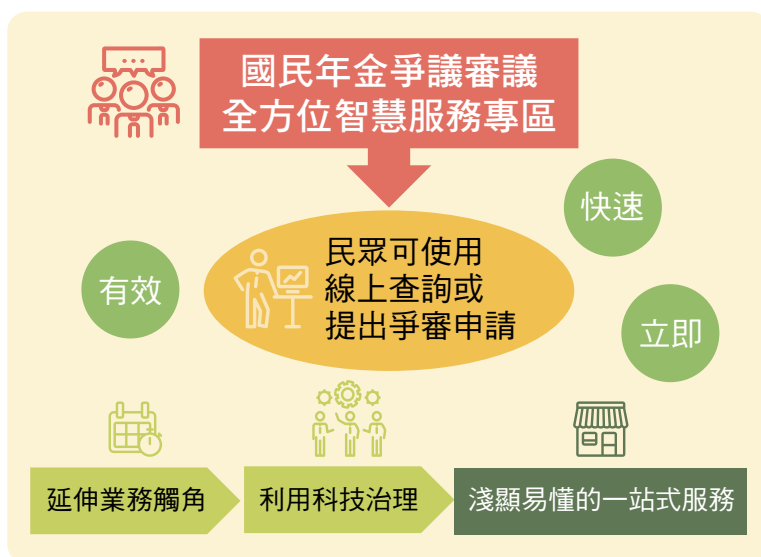 國民年金爭議審議
全方位智慧服務專區
快速
有效
民眾可使用
線上查詢或
提出爭審申請
立即
延伸業務觸角
利用科技治理
淺顯易懂的一站式服務